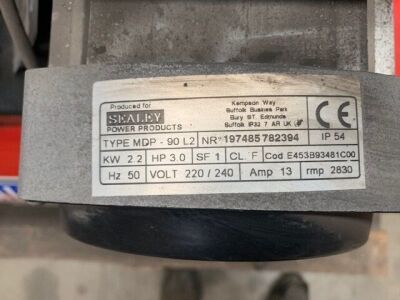 Produced for
SEALEY
POWER PRODUCTS
Kempson Way
Suffolk Business Park
Bury ST. Edmunds
Suffolk IP32 7 AR UK
CE
TYPE MDP - 90 L2 NR° 197485782394 IP 54
KW 2.2 HP 3.0 SF 1 CL. F Cod E453B93481C00
Hz 50 VOLT 220 / 240 Amp 13 rmp 2830